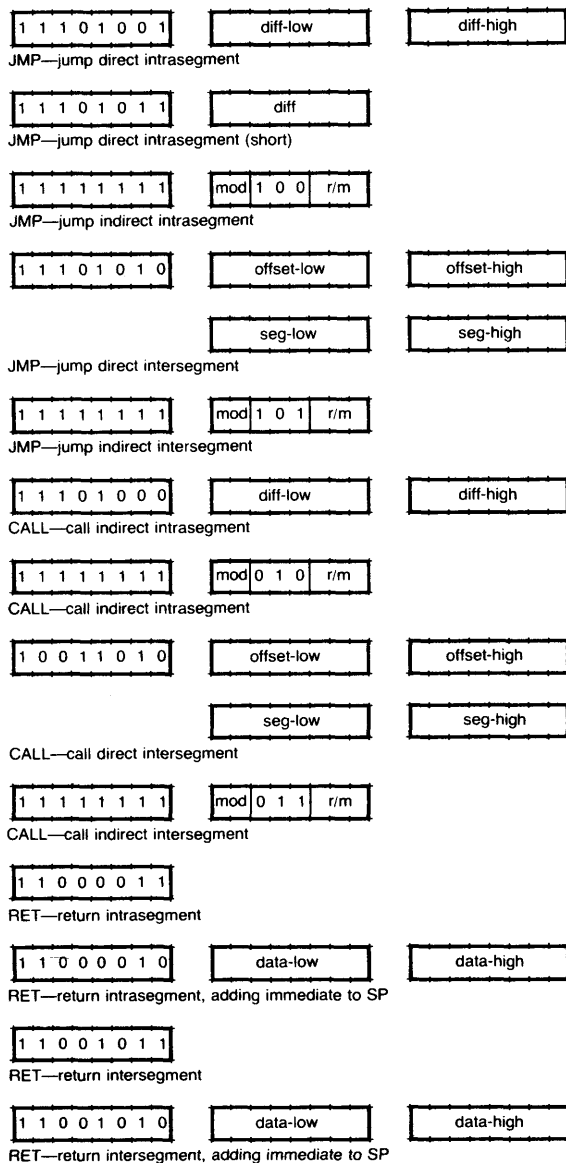 1 1 1 0 1 0 0 1 diff-low diff-high
JMP—jump direct intrasegment
1 1 1 0 1 0 1 1 diff
JMP—jump direct intrasegment (short)
1 1 1 1 1 1 1 1 mod 1 0 0 r/m
JMP—jump indirect intrasegment
1 1 1 0 1 0 1 0 offset-low offset-high
seg-low seg-high
JMP—jump direct intersegment
1 1 1 1 1 1 1 1 mod 1 0 1 r/m
JMP—jump indirect intersegment
1 1 1 0 1 0 0 0 diff-low diff-high
CALL—call indirect intrasegment
1 1 1 1 1 1 1 1 mod 0 1 0 r/m
CALL—call indirect intrasegment
1 0 0 1 1 0 1 0 offset-low offset-high
seg-low seg-high
CALL—call direct intersegment
1 1 1 1 1 1 1 1 mod 0 1 1 r/m
CALL—call indirect intersegment
1 1 0 0 0 0 1 1
RET—return intrasegment
1 1 0 0 0 0 1 0 data-low data-high
RET—return intrasegment, adding immediate to SP
1 1 0 0 1 0 1 1
RET—return intersegment
1 1 0 0 1 0 1 0 data-low data-high
RET—return intersegment, adding immediate to SP